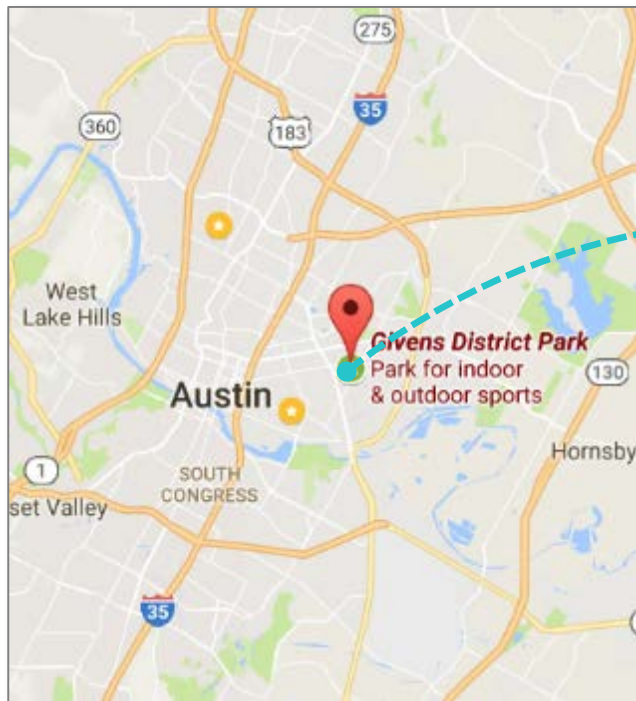 275
35
360
183
West
Lake Hills
Givens District Park
Park for indoor
& outdoor sports
130
Austin
Hornsby
1
SOUTH
CONGRESS
set Valley
35